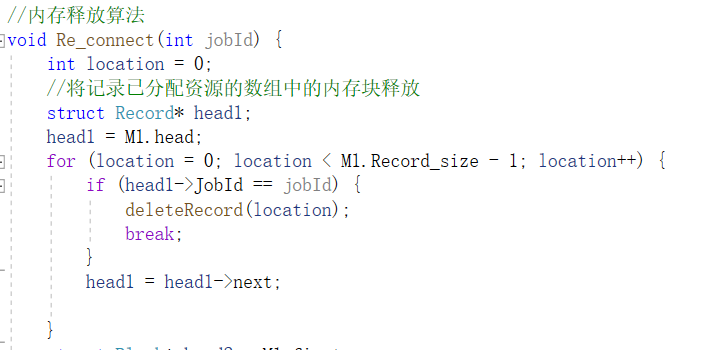 //内存释放算法
void Re_connect(int jobId) {
int location = 0;
//将记录已分配资源的数组中的内存块释放
struct Record* head1;
head1 = M1.head;
for (location = 0; location < M1.Record_size - 1; location++) {
if (head1->JobId == jobId) {
deleteRecord(location);
break;
}
head1 = head1->next;
}